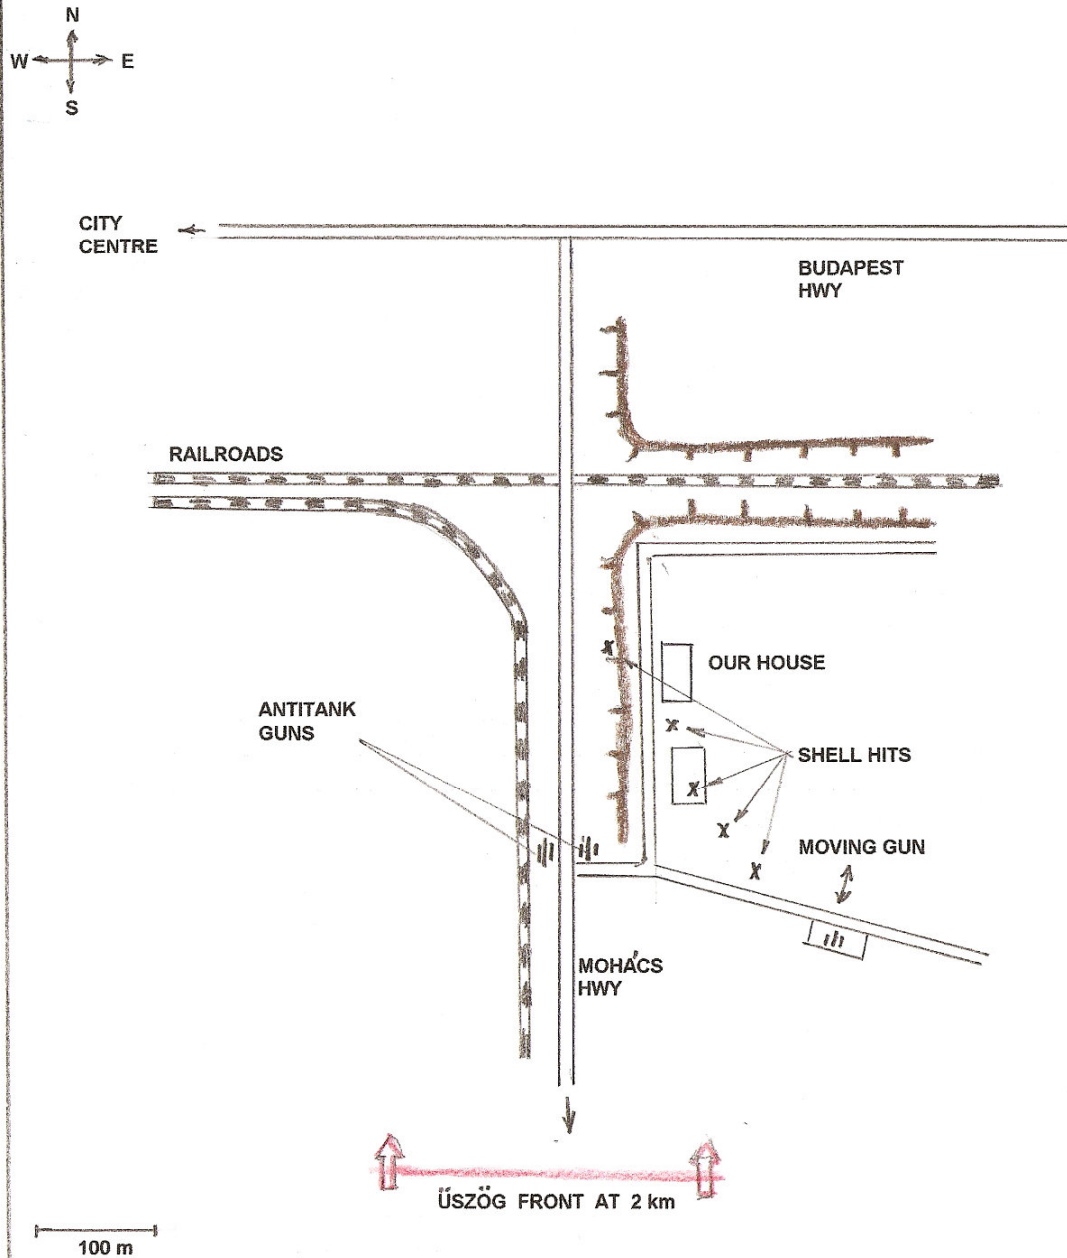 N
W E
S
CITY
CENTRE
BUDAPEST
HWY
RAILROADS
OUR HOUSE
ANTITANK
GUNS
SHELL HITS
X
X
X
X
X
MOVING GUN
MOHÁCS
HWY
ŰSZÖG FRONT AT 2 km
100 m